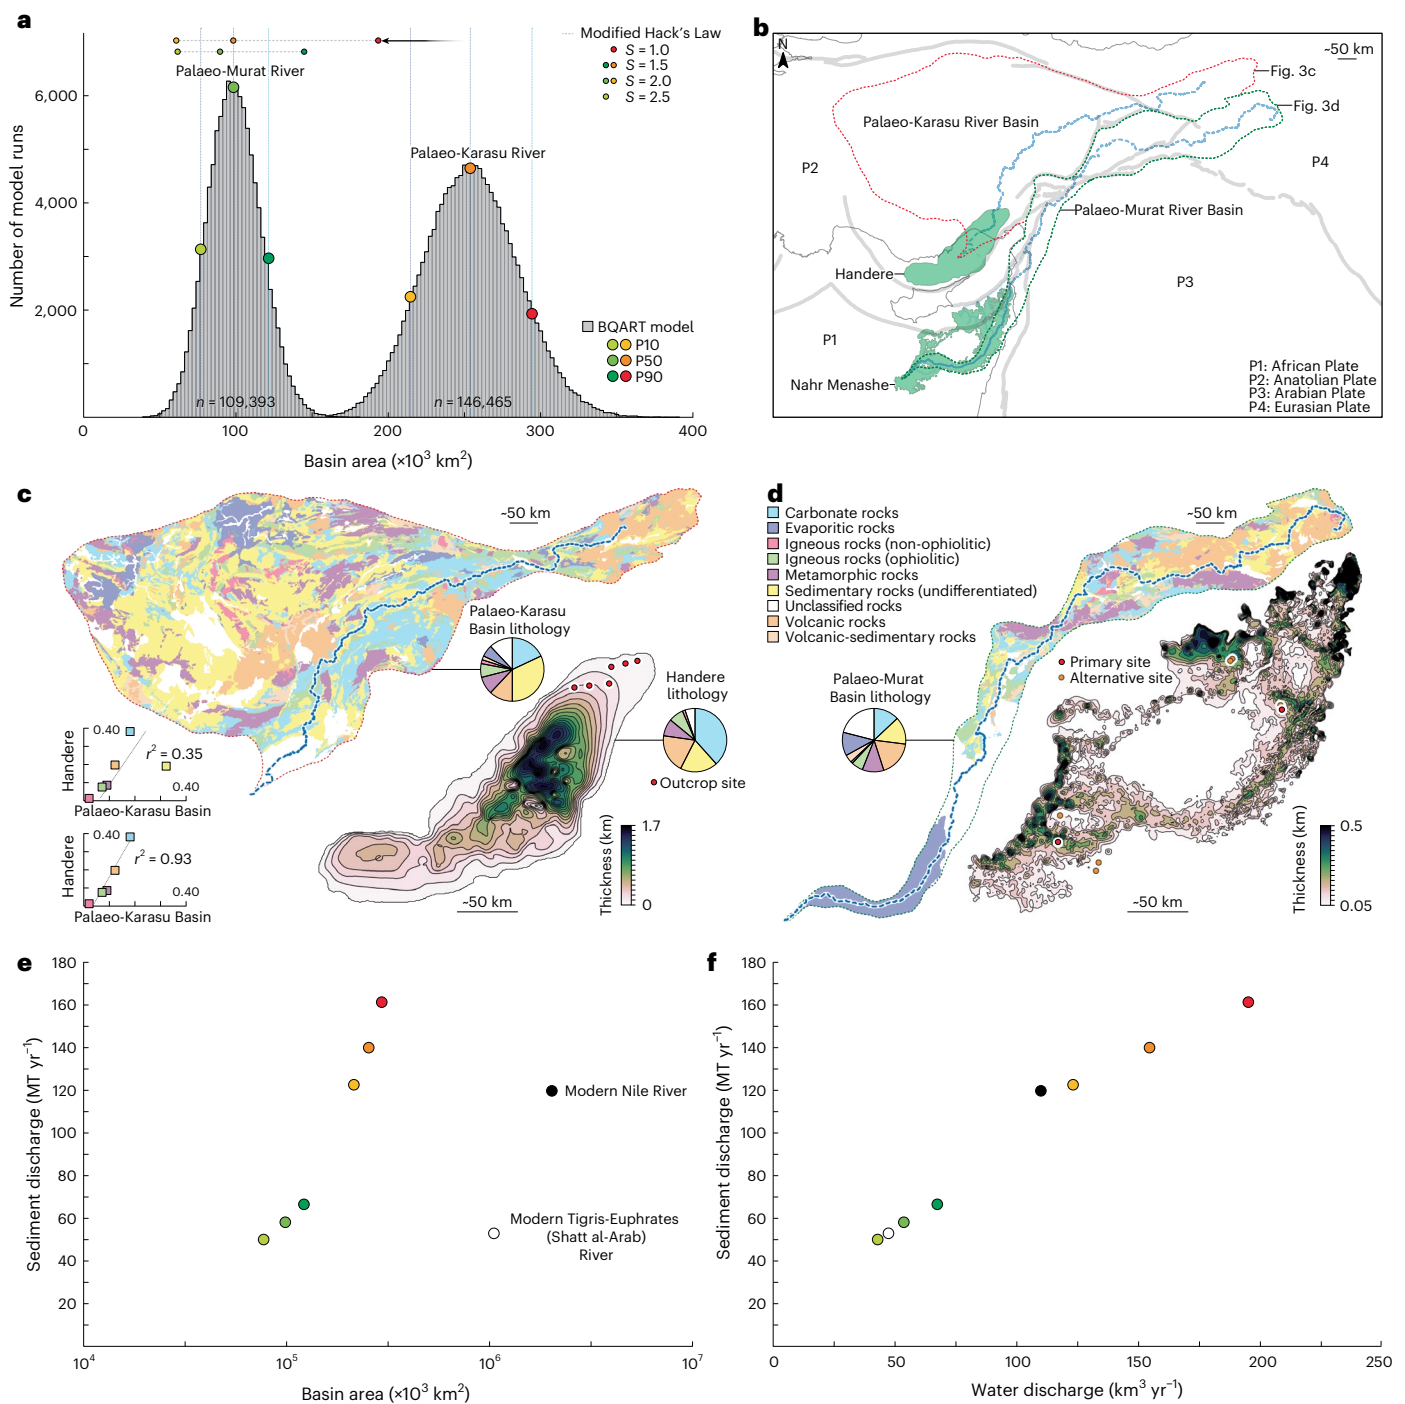 a
Modified Hack's Law
S = 1.0
S = 1.5
S = 2.0
S = 2.5
Palaeo-Murat River
Palaeo-Karasu River
Number of model runs
6,000
4,000
2,000
BQART model
P10
P50
P90
n = 109,393
n = 146,465
0
100
200
300
400
Basin area (×10³ km²)
b
N
~50 km
Fig. 3c
Fig. 3d
Palaeo-Karasu River Basin
P2
P4
Palaeo-Murat River Basin
Handere
P3
P1
Nahr Menashe
P1: African Plate
P2: Anatolian Plate
P3: Arabian Plate
P4: Eurasian Plate
c
~50 km
Palaeo-Karasu
Basin lithology
Handere
lithology
Outcrop site
0.40
r² = 0.35
Handere
0.40
Palaeo-Karasu Basin
0.40
r² = 0.93
Handere
0.40
Palaeo-Karasu Basin
Thickness (km)
1.7
0
~50 km
d
Carbonate rocks
Evaporitic rocks
Igneous rocks (non-ophiolitic)
Igneous rocks (ophiolitic)
Metamorphic rocks
Sedimentary rocks (undifferentiated)
Unclassified rocks
Volcanic rocks
Volcanic-sedimentary rocks
~50 km
Primary site
Alternative site
Palaeo-Murat
Basin lithology
Thickness (km)
0.5
0.05
~50 km
e
180
160
140
120
100
80
60
40
20
Sediment discharge (MT yr⁻¹)
Modern Nile River
Modern Tigris-Euphrates
(Shatt al-Arab)
River
10⁴
10⁵
10⁶
10⁷
Basin area (×10³ km²)
f
180
160
140
120
100
80
60
40
20
Sediment discharge (MT yr⁻¹)
0
50
100
150
200
250
Water discharge (km³ yr⁻¹)